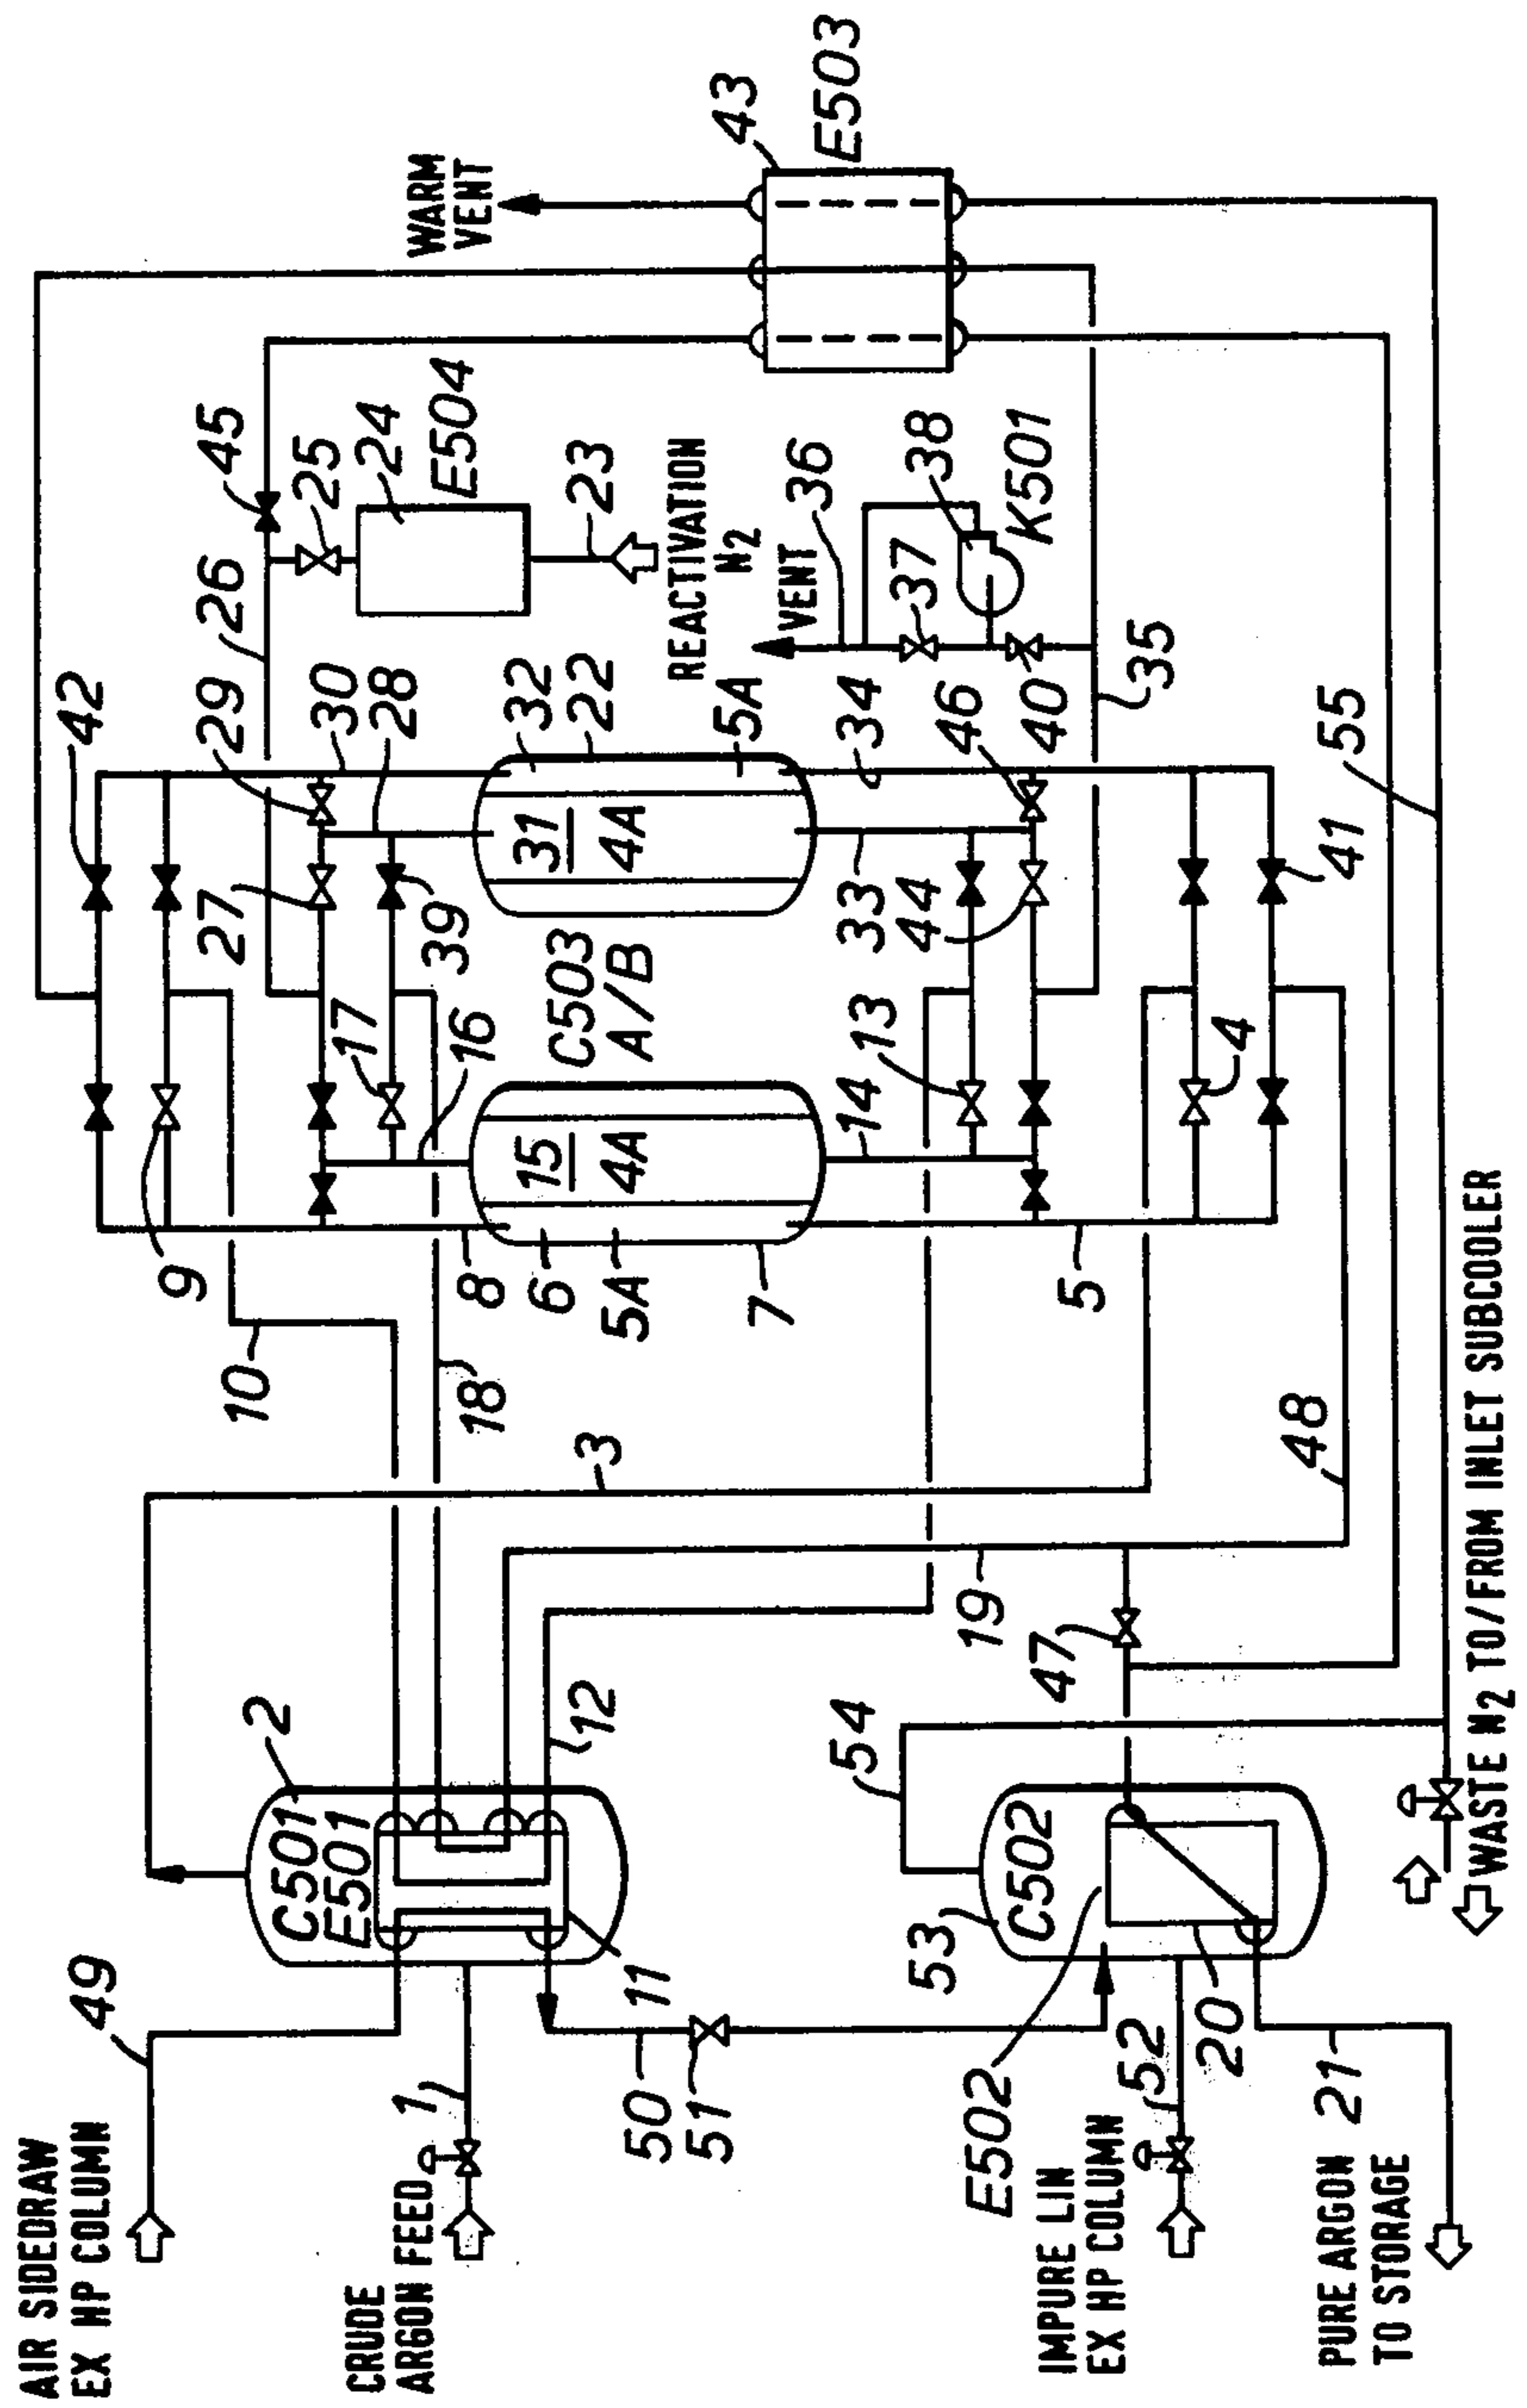 AIR SIDEDRAW
EX HP COLUMN
49
CRUDE
ARGON FEED
1
2
C501
E501
11
12
50
51
IMPURE LIN
EX HP COLUMN
52
E502
53
C502
54
20
21
PURE ARGON
TO STORAGE
WASTE N2 TO/FROM INLET SUBCOOLER
3
10
18
19
47
48
9
8
6
5A
7
5
15
4A
16
17
14
13
4
C503
A/B
42
27
39
29
30
28
31
4A
32
22
5A
33
44
34
46
40
41
35
55
26
45
25
24
E504
23
REACTIVATION
N2
VENT
36
37
38
K501
WARM
VENT
43
E503